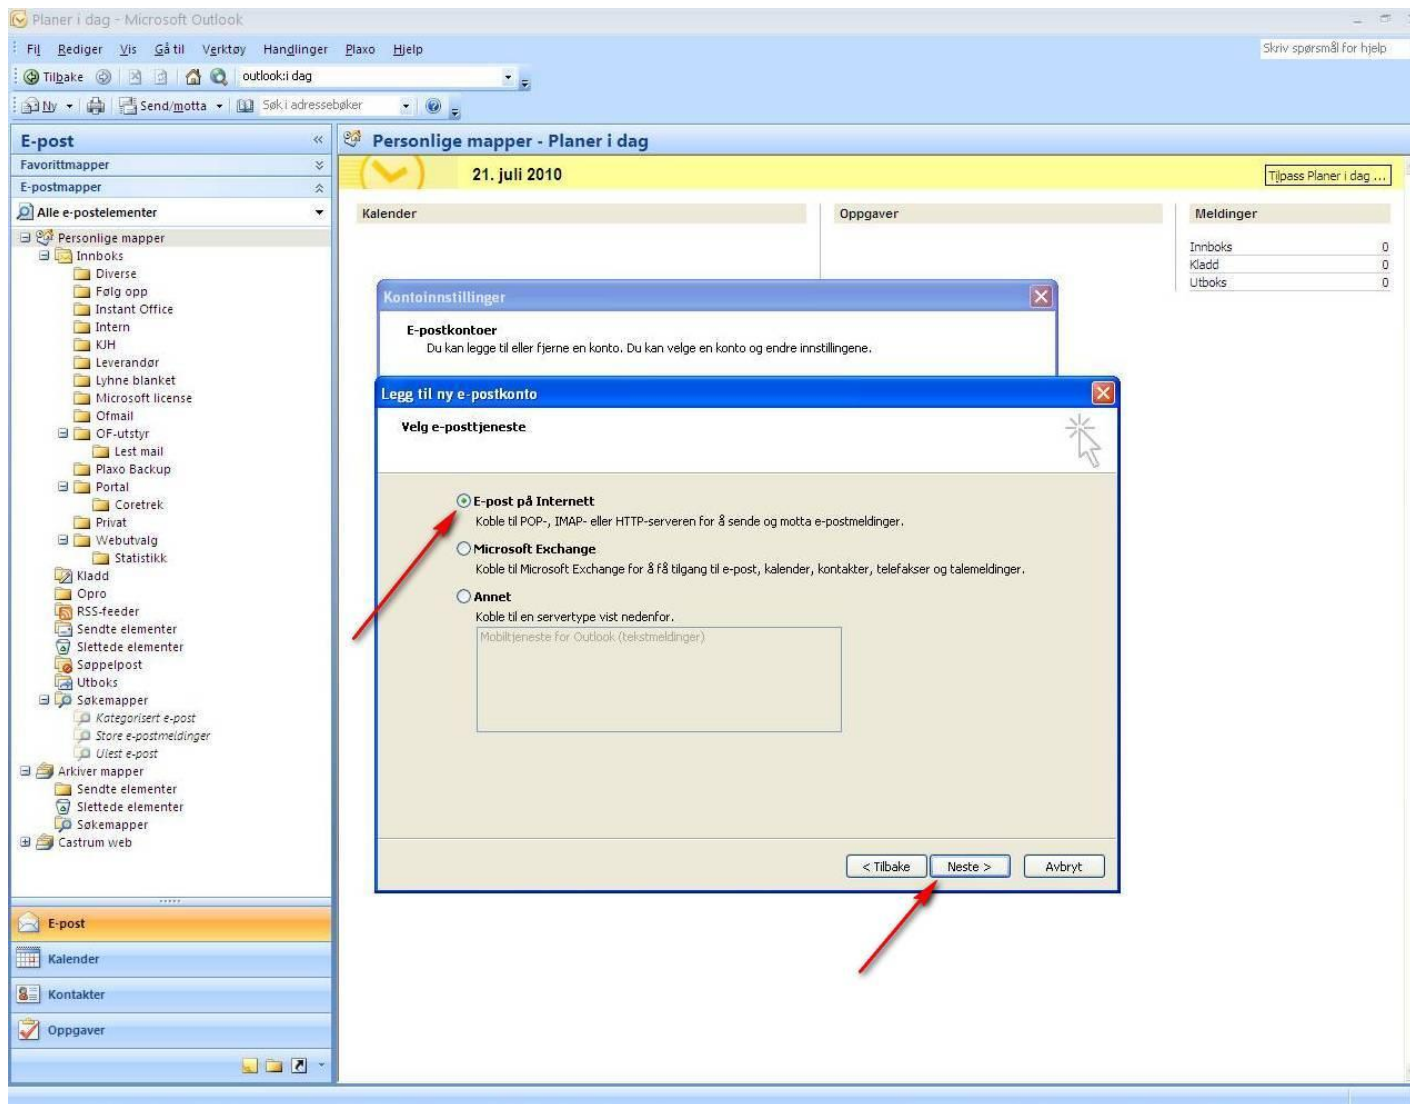 Planer i dag - Microsoft Outlook
Fil Rediger Vis Gå til Verktøy Handlinger Plaxo Hjelp
Skriv spørsmål for hjelp
Tilbake outlook:i dag
Ny Send/motta Søk i adressebøker
E-post
Favorittmapper
E-postmapper
Alle e-postelementer
Personlige mapper
Innboks
Diverse
Følg opp
Instant Office
Intern
KJH
Leverandør
Lyhne blanket
Microsoft license
Ofmail
OF-utstyr
Lest mail
Plaxo Backup
Portal
Coretrek
Privat
Webutvalg
Statistikk
Kladd
Opro
RSS-feeder
Sendte elementer
Slettede elementer
Søppelpost
Utboks
Søkemapper
Kategorisert e-post
Store e-postmeldinger
Ulest e-post
Arkiver mapper
Sendte elementer
Slettede elementer
Søkemapper
Castrum web
E-post
Kalender
Kontakter
Oppgaver
Personlige mapper - Planer i dag
21. juli 2010
Tilpass Planer i dag ...
Kalender
Oppgaver
Meldinger
Innboks 0
Kladd 0
Utboks 0
Kontoinnstillinger
E-postkontoer
Du kan legge til eller fjerne en konto. Du kan velge en konto og endre innstillingene.
Legg til ny e-postkonto
Velg e-posttjeneste
E-post på Internett
Koble til POP-, IMAP- eller HTTP-serveren for å sende og motta e-postmeldinger.
Microsoft Exchange
Koble til Microsoft Exchange for å få tilgang til e-post, kalender, kontakter, telefakser og talemeldinger.
Annet
Koble til en servertype vist nedenfor.
Mobiltjeneste for Outlook (tekstmeldinger)
< Tilbake Neste > Avbryt